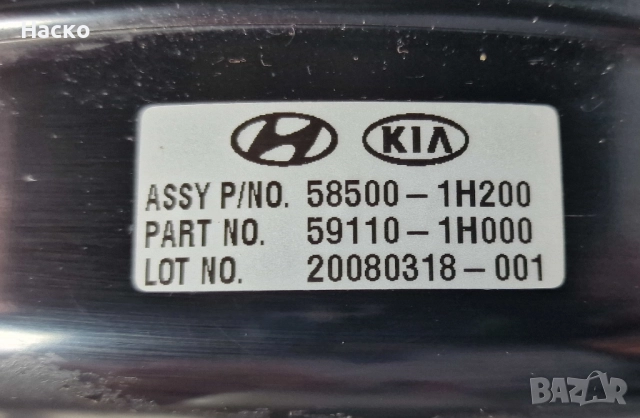 Наско
KIA
ASSY P/NO. 58500-1H200
PART NO. 59110-1H000
LOT NO. 20080318-001
BAZAR